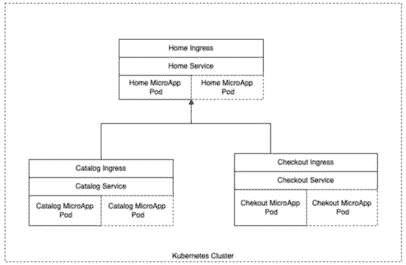 Home Ingress
Home Service
Home MicroApp
Pod
Home MicroApp
Pod
Catalog Ingress
Catalog Service
Catalog MicroApp
Pod
Catalog MicroApp
Pod
Checkout Ingress
Checkout Service
Chekout MicroApp
Pod
Chekout MicroApp
Pod
Kubernetes Cluster